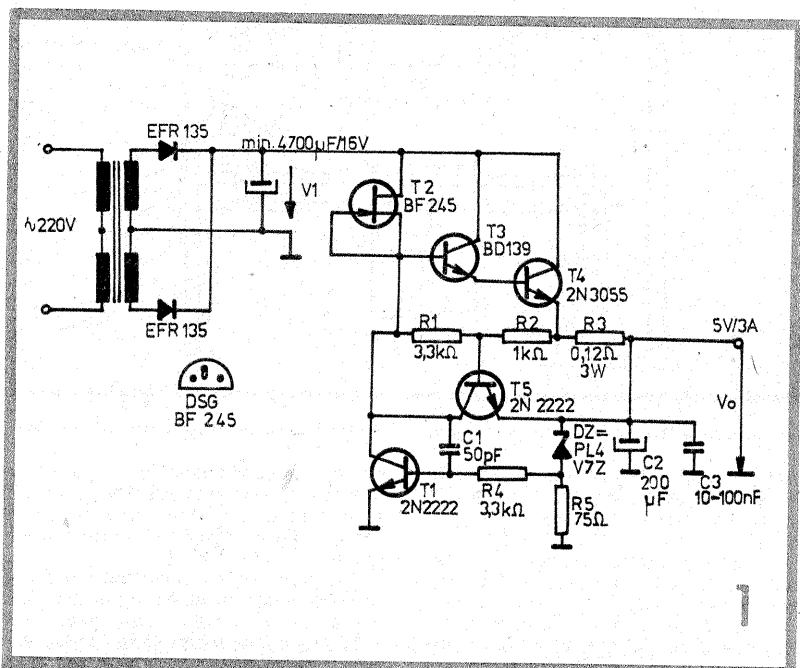 EFR 135
min. 4700µF/15V
V1
∿220V
EFR 135
DSG
BF 245
T2
BF 245
T3
BD139
T4
2N3055
R1
3,3kΩ
R2
1kΩ
R3
0,12Ω
3W
5V/3A
T5
2N 2222
Vo
C1
50pF
DZ=
PL4
V7Z
C2
200
µF
C3
10-100nF
T1
2N2222
R4
3,3kΩ
R5
75Ω
1